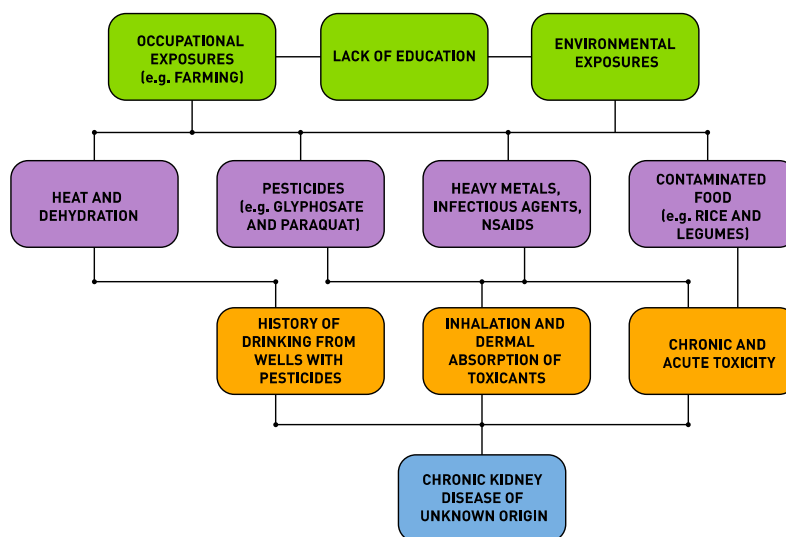 OCCUPATIONAL
EXPOSURES
(e.g. FARMING)
LACK OF EDUCATION
ENVIRONMENTAL
EXPOSURES
HEAT AND
DEHYDRATION
PESTICIDES
(e.g. GLYPHOSATE
AND PARAQUAT)
HEAVY METALS,
INFECTIOUS AGENTS,
NSAIDS
CONTAMINATED
FOOD
(e.g. RICE AND
LEGUMES)
HISTORY OF
DRINKING FROM
WELLS WITH
PESTICIDES
INHALATION AND
DERMAL
ABSORPTION OF
TOXICANTS
CHRONIC AND
ACUTE TOXICITY
CHRONIC KIDNEY
DISEASE OF
UNKNOWN ORIGIN